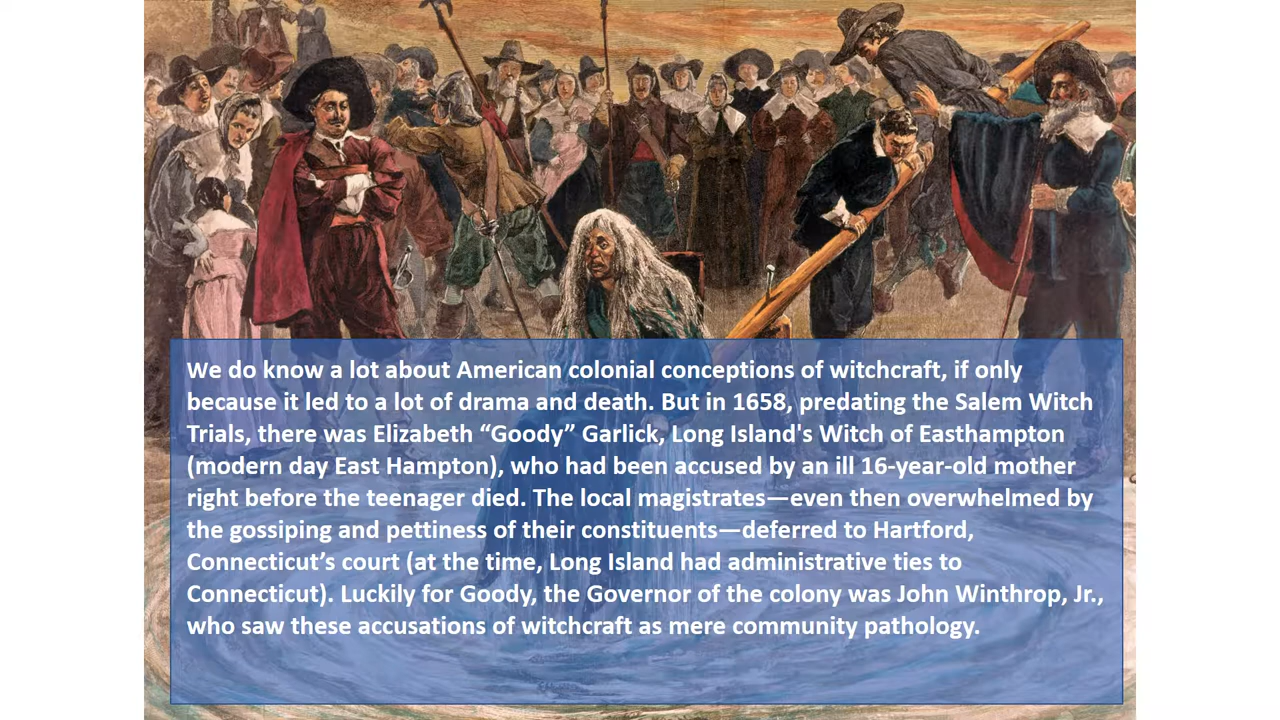 We do know a lot about American colonial conceptions of witchcraft, if only
because it led to a lot of drama and death. But in 1658, predating the Salem Witch
Trials, there was Elizabeth “Goody” Garlick, Long Island's Witch of Easthampton
(modern day East Hampton), who had been accused by an ill 16-year-old mother
right before the teenager died. The local magistrates—even then overwhelmed by
the gossiping and pettiness of their constituents—deferred to Hartford,
Connecticut’s court (at the time, Long Island had administrative ties to
Connecticut). Luckily for Goody, the Governor of the colony was John Winthrop, Jr.,
who saw these accusations of witchcraft as mere community pathology.